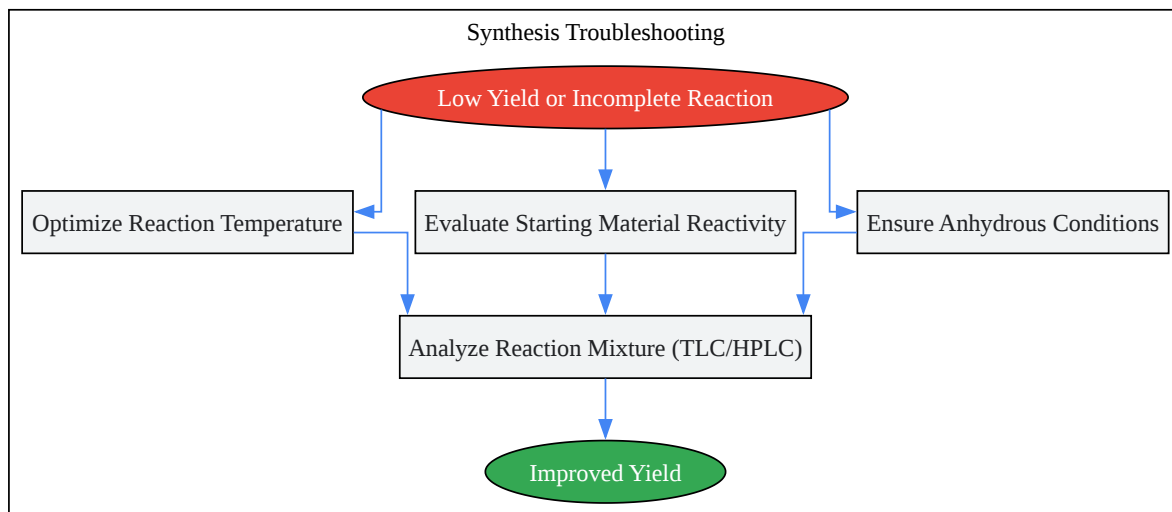 Synthesis Troubleshooting
Low Yield or Incomplete Reaction
Optimize Reaction Temperature
Evaluate Starting Material Reactivity
Ensure Anhydrous Conditions
Analyze Reaction Mixture (TLC/HPLC)
Improved Yield